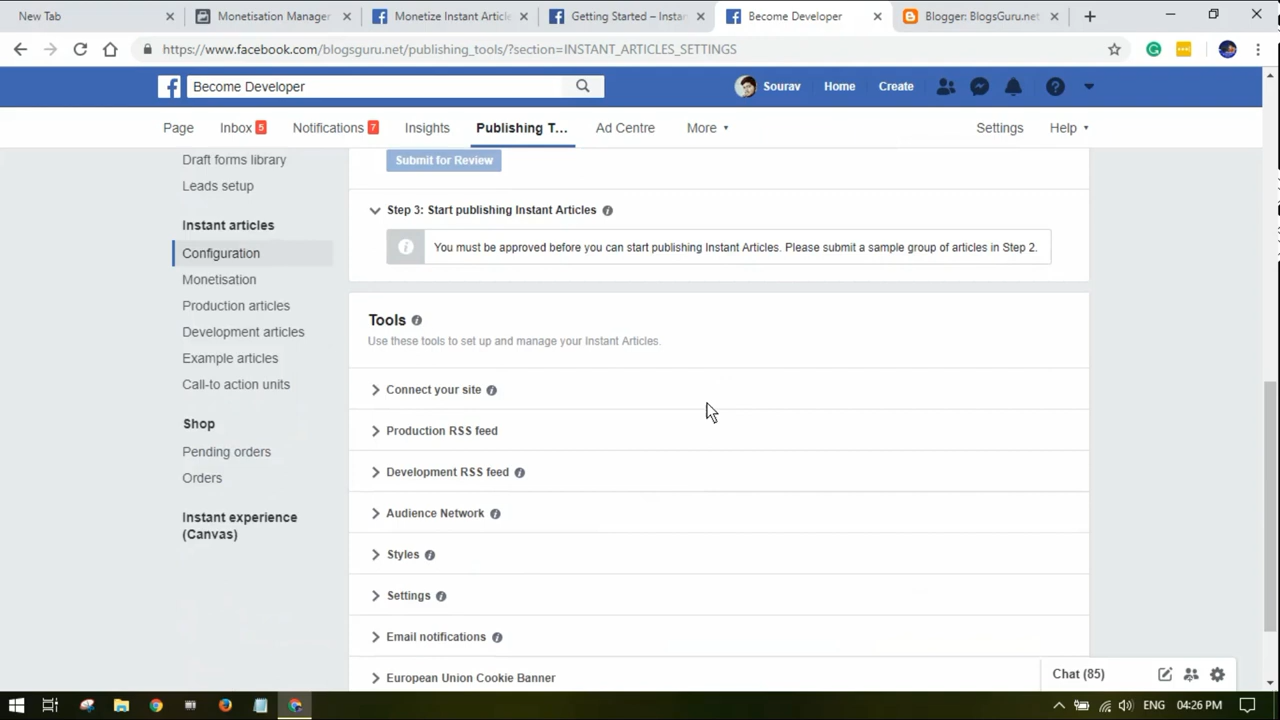 New Tab
Monetisation Manager
Monetize Instant Article
Getting Started – Instan
Become Developer
Blogger: BlogsGuru.net
https://www.facebook.com/blogsguru.net/publishing_tools/?section=INSTANT_ARTICLES_SETTINGS
Become Developer
Sourav
Home
Create
Page
Inbox 5
Notifications 7
Insights
Publishing T...
Ad Centre
More
Settings
Help
Draft forms library
Leads setup
Instant articles
Configuration
Monetisation
Production articles
Development articles
Example articles
Call-to action units
Shop
Pending orders
Orders
Instant experience
(Canvas)
Submit for Review
Step 3: Start publishing Instant Articles
You must be approved before you can start publishing Instant Articles. Please submit a sample group of articles in Step 2.
Tools
Use these tools to set up and manage your Instant Articles.
Connect your site
Production RSS feed
Development RSS feed
Audience Network
Styles
Settings
Email notifications
European Union Cookie Banner
Chat (85)
ENG
04:26 PM